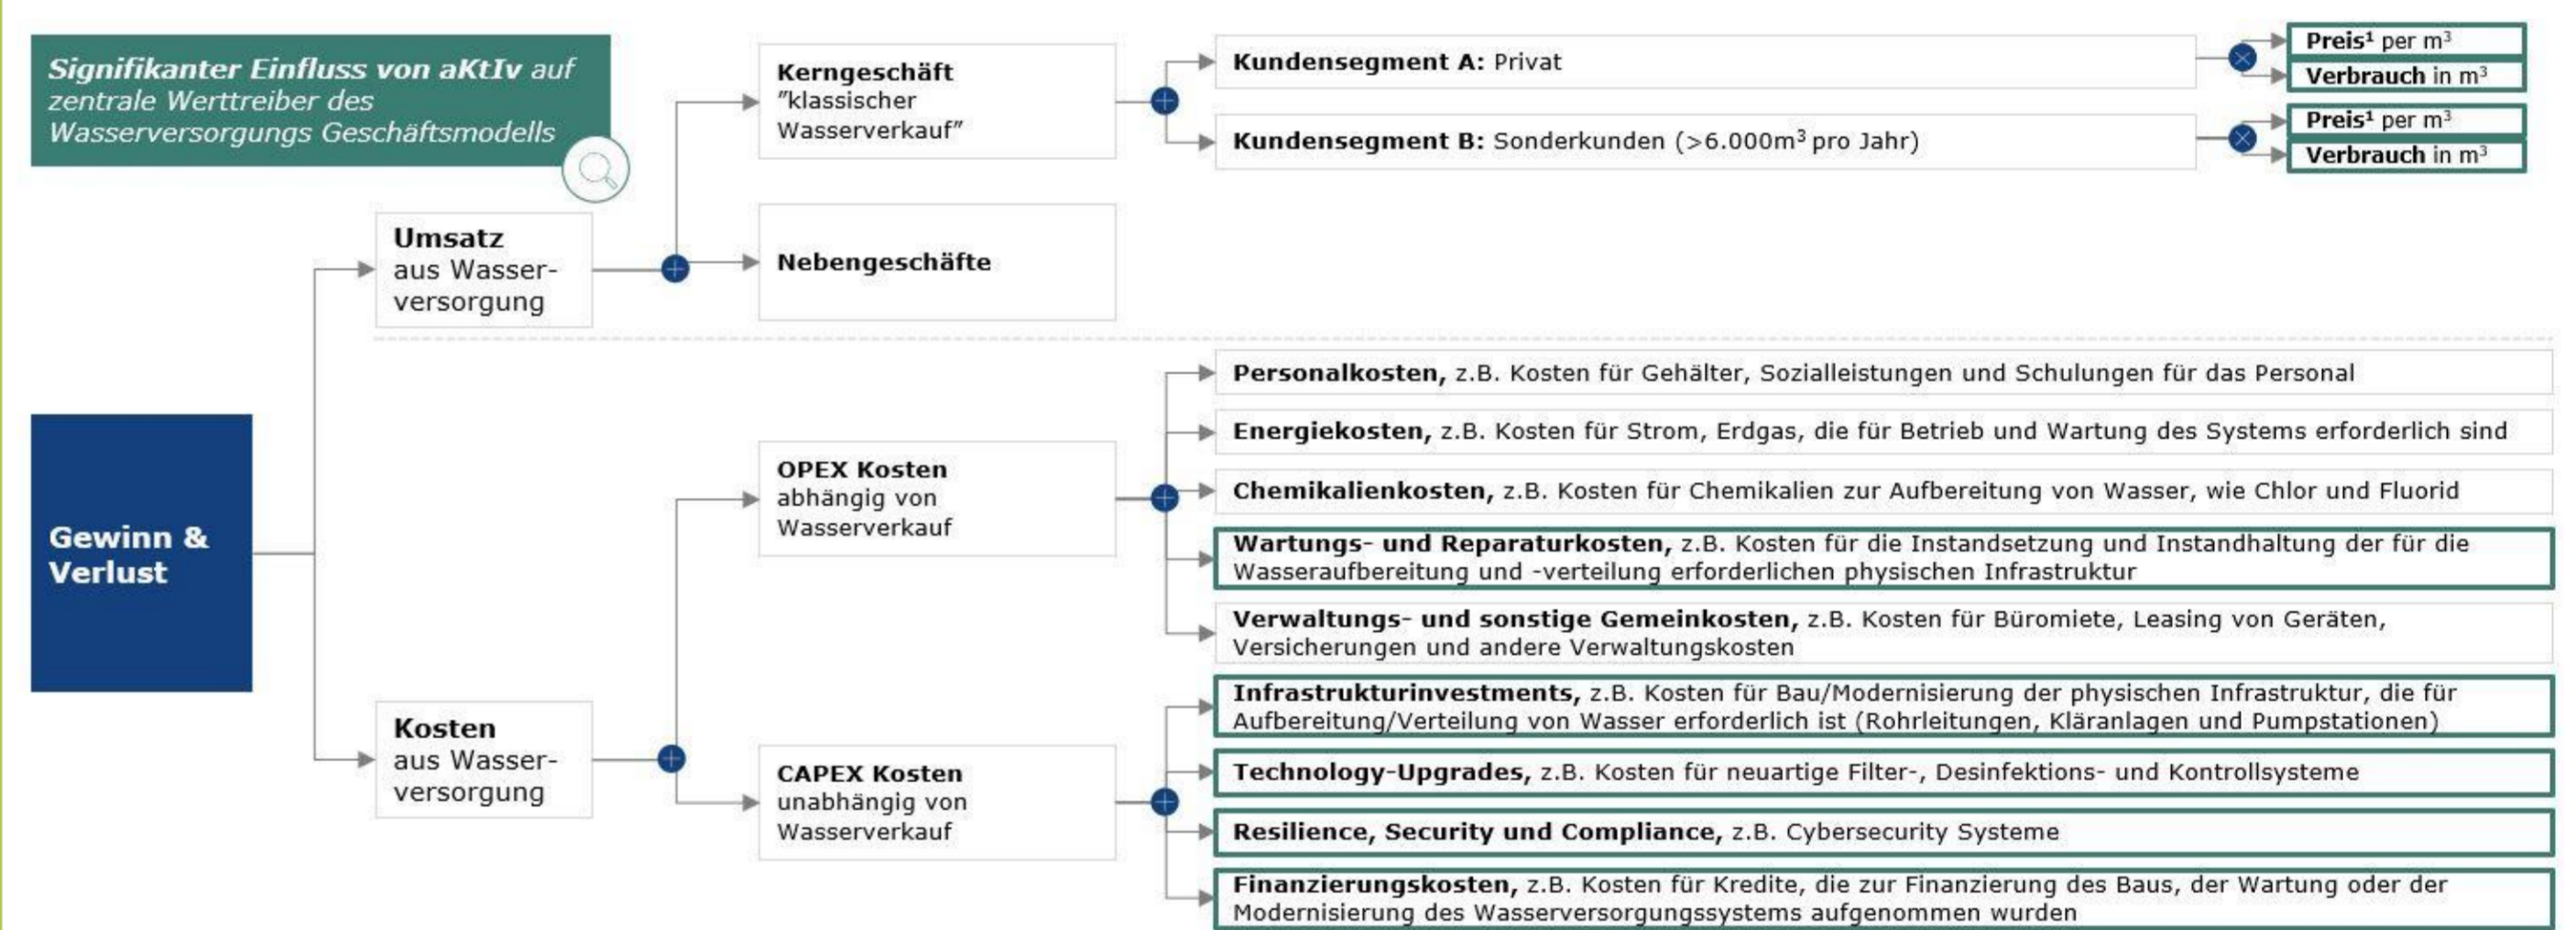 Signifikanter Einfluss von aKtIv auf
zentrale Werttreiber des
Wasserversorgungs Geschäftsmodells
Kerngeschäft
"klassischer
Wasserverkauf"
Kundensegment A: Privat
Preis¹ per m³
Verbrauch in m³
Kundensegment B: Sonderkunden (>6.000m³ pro Jahr)
Preis¹ per m³
Verbrauch in m³
Umsatz
aus Wasser-
versorgung
Nebengeschäfte
Gewinn &
Verlust
Kosten
aus Wasser-
versorgung
OPEX Kosten
abhängig von
Wasserverkauf
Personalkosten, z.B. Kosten für Gehälter, Sozialleistungen und Schulungen für das Personal
Energiekosten, z.B. Kosten für Strom, Erdgas, die für Betrieb und Wartung des Systems erforderlich sind
Chemikalienkosten, z.B. Kosten für Chemikalien zur Aufbereitung von Wasser, wie Chlor und Fluorid
Wartungs- und Reparaturkosten, z.B. Kosten für die Instandsetzung und Instandhaltung der für die
Wasseraufbereitung und -verteilung erforderlichen physischen Infrastruktur
Verwaltungs- und sonstige Gemeinkosten, z.B. Kosten für Büromiete, Leasing von Geräten,
Versicherungen und andere Verwaltungskosten
CAPEX Kosten
unabhängig von
Wasserverkauf
Infrastrukturinvestments, z.B. Kosten für Bau/Modernisierung der physischen Infrastruktur, die für
Aufbereitung/Verteilung von Wasser erforderlich ist (Rohrleitungen, Kläranlagen und Pumpstationen)
Technology-Upgrades, z.B. Kosten für neuartige Filter-, Desinfektions- und Kontrollsysteme
Resilience, Security und Compliance, z.B. Cybersecurity Systeme
Finanzierungskosten, z.B. Kosten für Kredite, die zur Finanzierung des Baus, der Wartung oder der
Modernisierung des Wasserversorgungssystems aufgenommen wurden